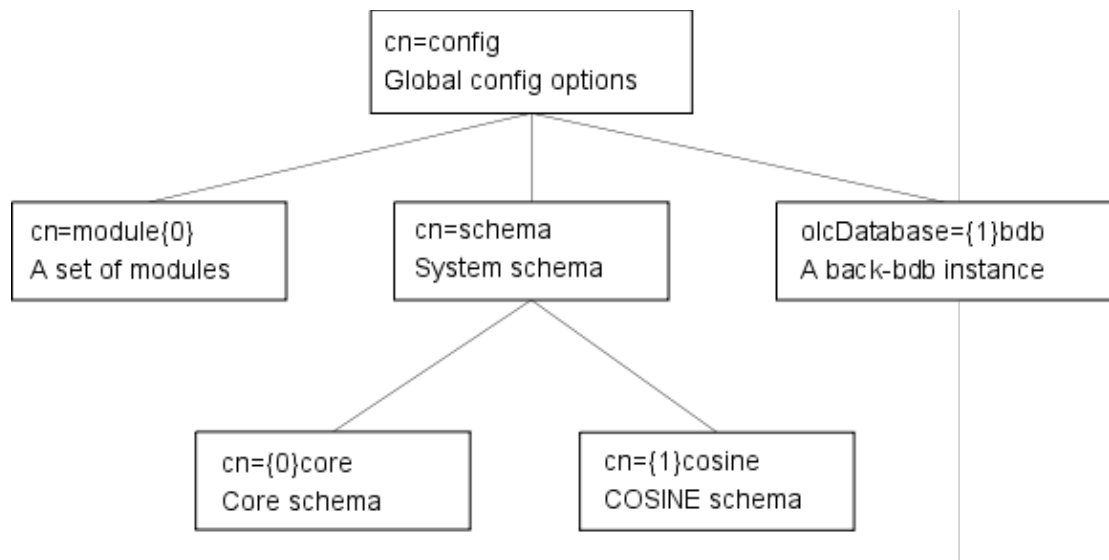 cn=config
Global config options
cn=module{0}
A set of modules
cn=schema
System schema
olcDatabase={1}bdb
A back-bdb instance
cn={0}core
Core schema
cn={1}cosine
COSINE schema